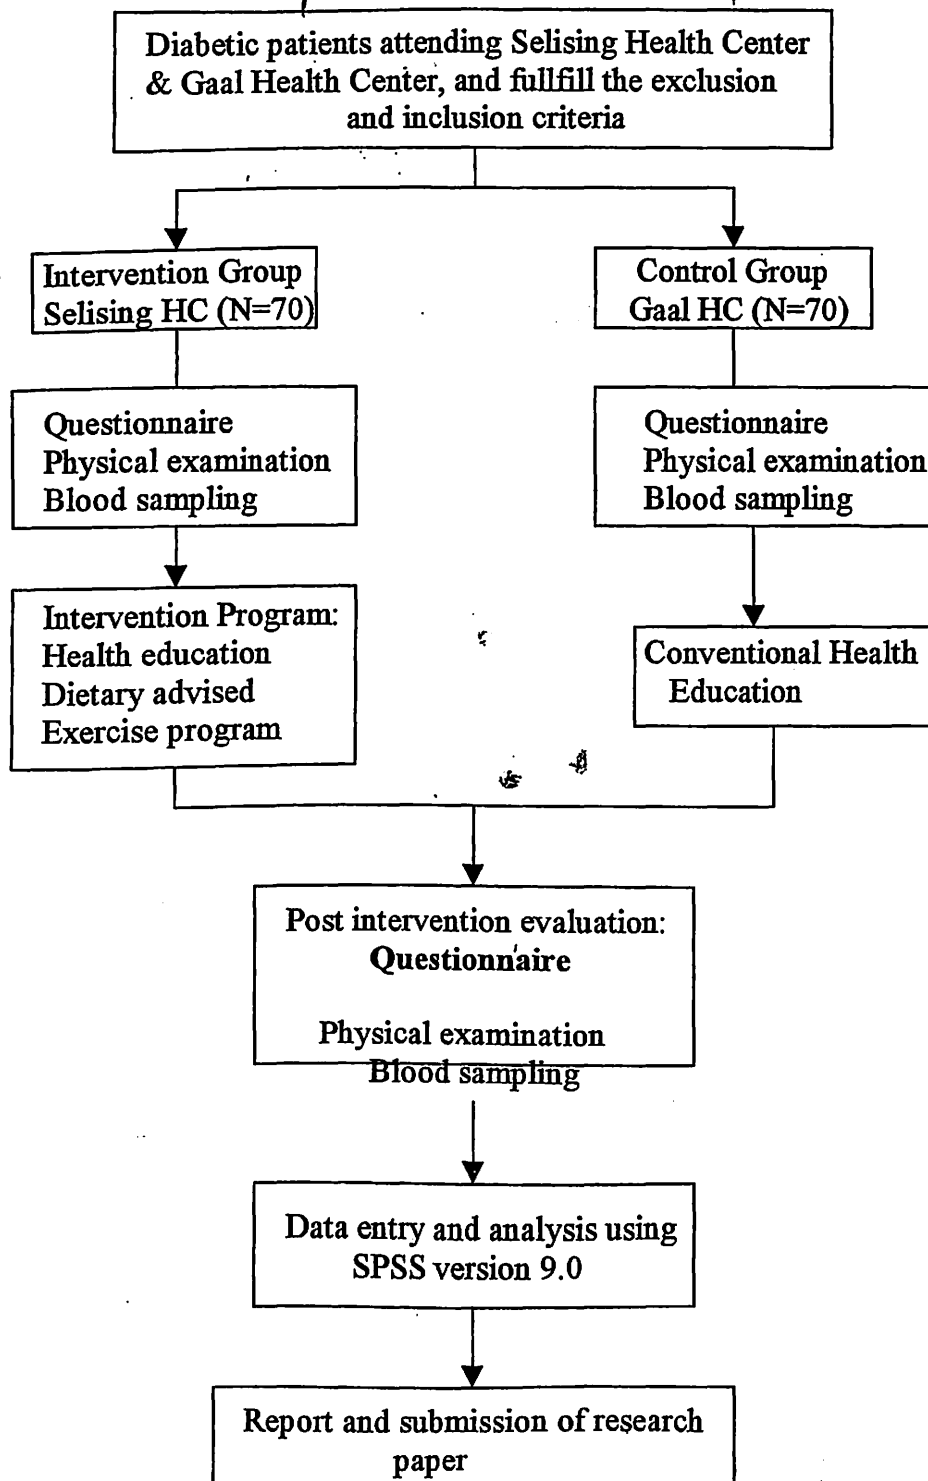 Diabetic patients attending Selising Health Center
& Gaal Health Center, and fullfill the exclusion
and inclusion criteria
Intervention Group
Selising HC (N=70)
Control Group
Gaal HC (N=70)
Questionnaire
Physical examination
Blood sampling
Questionnaire
Physical examination
Blood sampling
Intervention Program:
Health education
Dietary advised
Exercise program
Conventional Health
Education
Post intervention evaluation:
Questionnaire
Physical examination
Blood sampling
Data entry and analysis using
SPSS version 9.0
Report and submission of research
paper